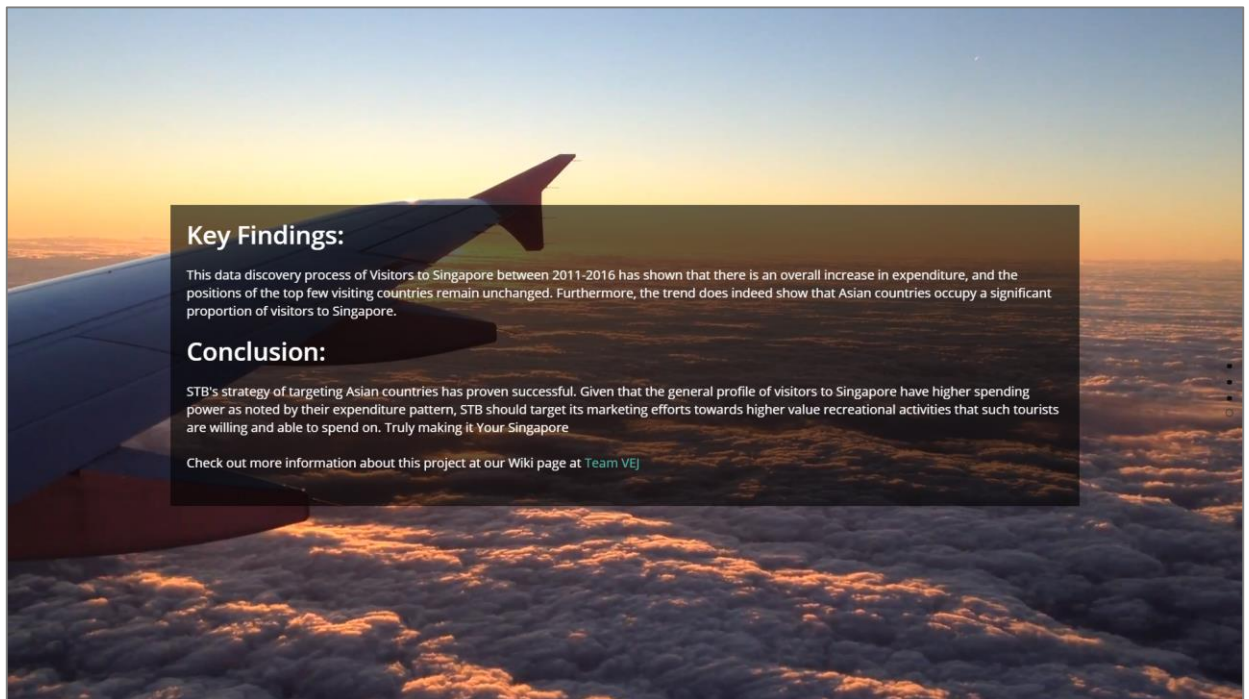 Key Findings:
This data discovery process of Visitors to Singapore between 2011-2016 has shown that there is an overall increase in expenditure, and the
positions of the top few visiting countries remain unchanged. Furthermore, the trend does indeed show that Asian countries occupy a significant
proportion of visitors to Singapore.
Conclusion:
STB's strategy of targeting Asian countries has proven successful. Given that the general profile of visitors to Singapore have higher spending
power as noted by their expenditure pattern, STB should target its marketing efforts towards higher value recreational activities that such tourists
are willing and able to spend on. Truly making it Your Singapore
Check out more information about this project at our Wiki page at Team VEJ